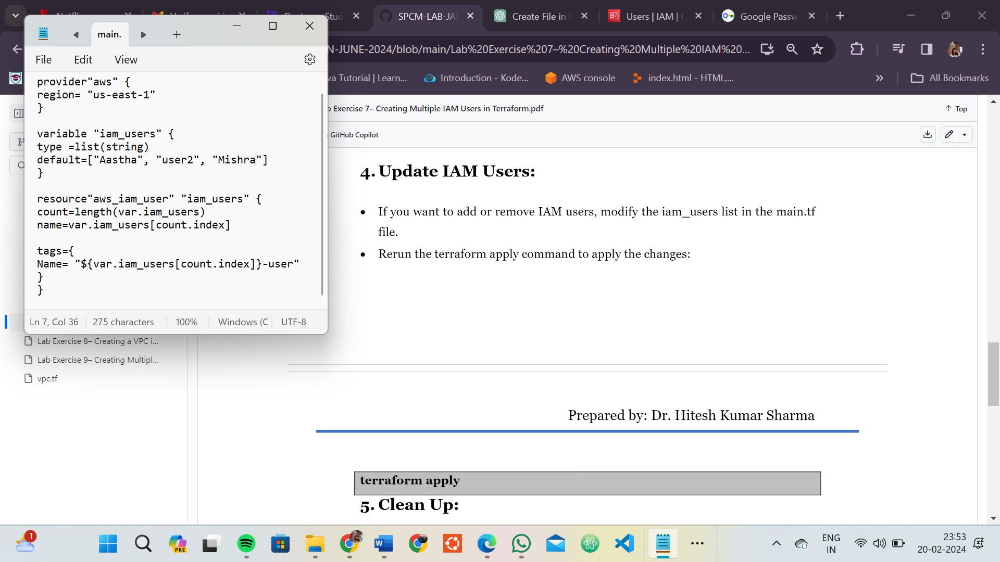 SPCM-LAB-JA
Create File in
Users | IAM |
Google Passw
main.
File Edit View
N-JUNE-2024/blob/main/Lab%20Exercise%207–%20Creating%20Multiple%20IAM%20...
va Tutorial | Learn...
Introduction - Kode...
AWS console
index.html - HTML,...
All Bookmarks
provider"aws" {
region= "us-east-1"
}
variable "iam_users" {
type =list(string)
default=["Aastha", "user2", "Mishra"]
}
resource"aws_iam_user" "iam_users" {
count=length(var.iam_users)
name=var.iam_users[count.index]
tags={
Name= "${var.iam_users[count.index]}-user"
}
}
Ln 7, Col 36
275 characters
100%
Windows (C
UTF-8
b Exercise 7– Creating Multiple IAM Users in Terraform.pdf
Top
GitHub Copilot
4. Update IAM Users:
• If you want to add or remove IAM users, modify the iam_users list in the main.tf
file.
• Rerun the terraform apply command to apply the changes:
Lab Exercise 8– Creating a VPC i...
Lab Exercise 9– Creating Multipl...
vpc.tf
Prepared by: Dr. Hitesh Kumar Sharma
terraform apply
5. Clean Up:
1
PRE
W
ENG
IN
23:53
20-02-2024